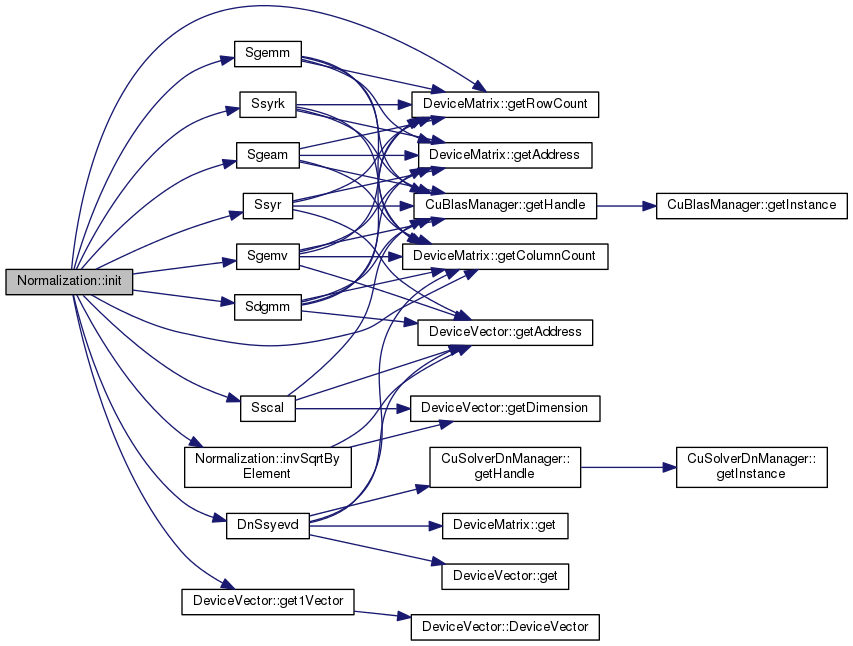 Normalization::init
Sgemm
Ssyrk
Sgeam
Ssyr
Sgemv
Sdgmm
Sscal
Normalization::invSqrtBy
Element
DnSsyevd
DeviceVector::get1Vector
DeviceMatrix::getRowCount
DeviceMatrix::getAddress
CuBlasManager::getHandle
DeviceMatrix::getColumnCount
DeviceVector::getAddress
DeviceVector::getDimension
CuSolverDnManager::
getHandle
DeviceMatrix::get
DeviceVector::get
DeviceVector::DeviceVector
CuBlasManager::getInstance
CuSolverDnManager::
getInstance